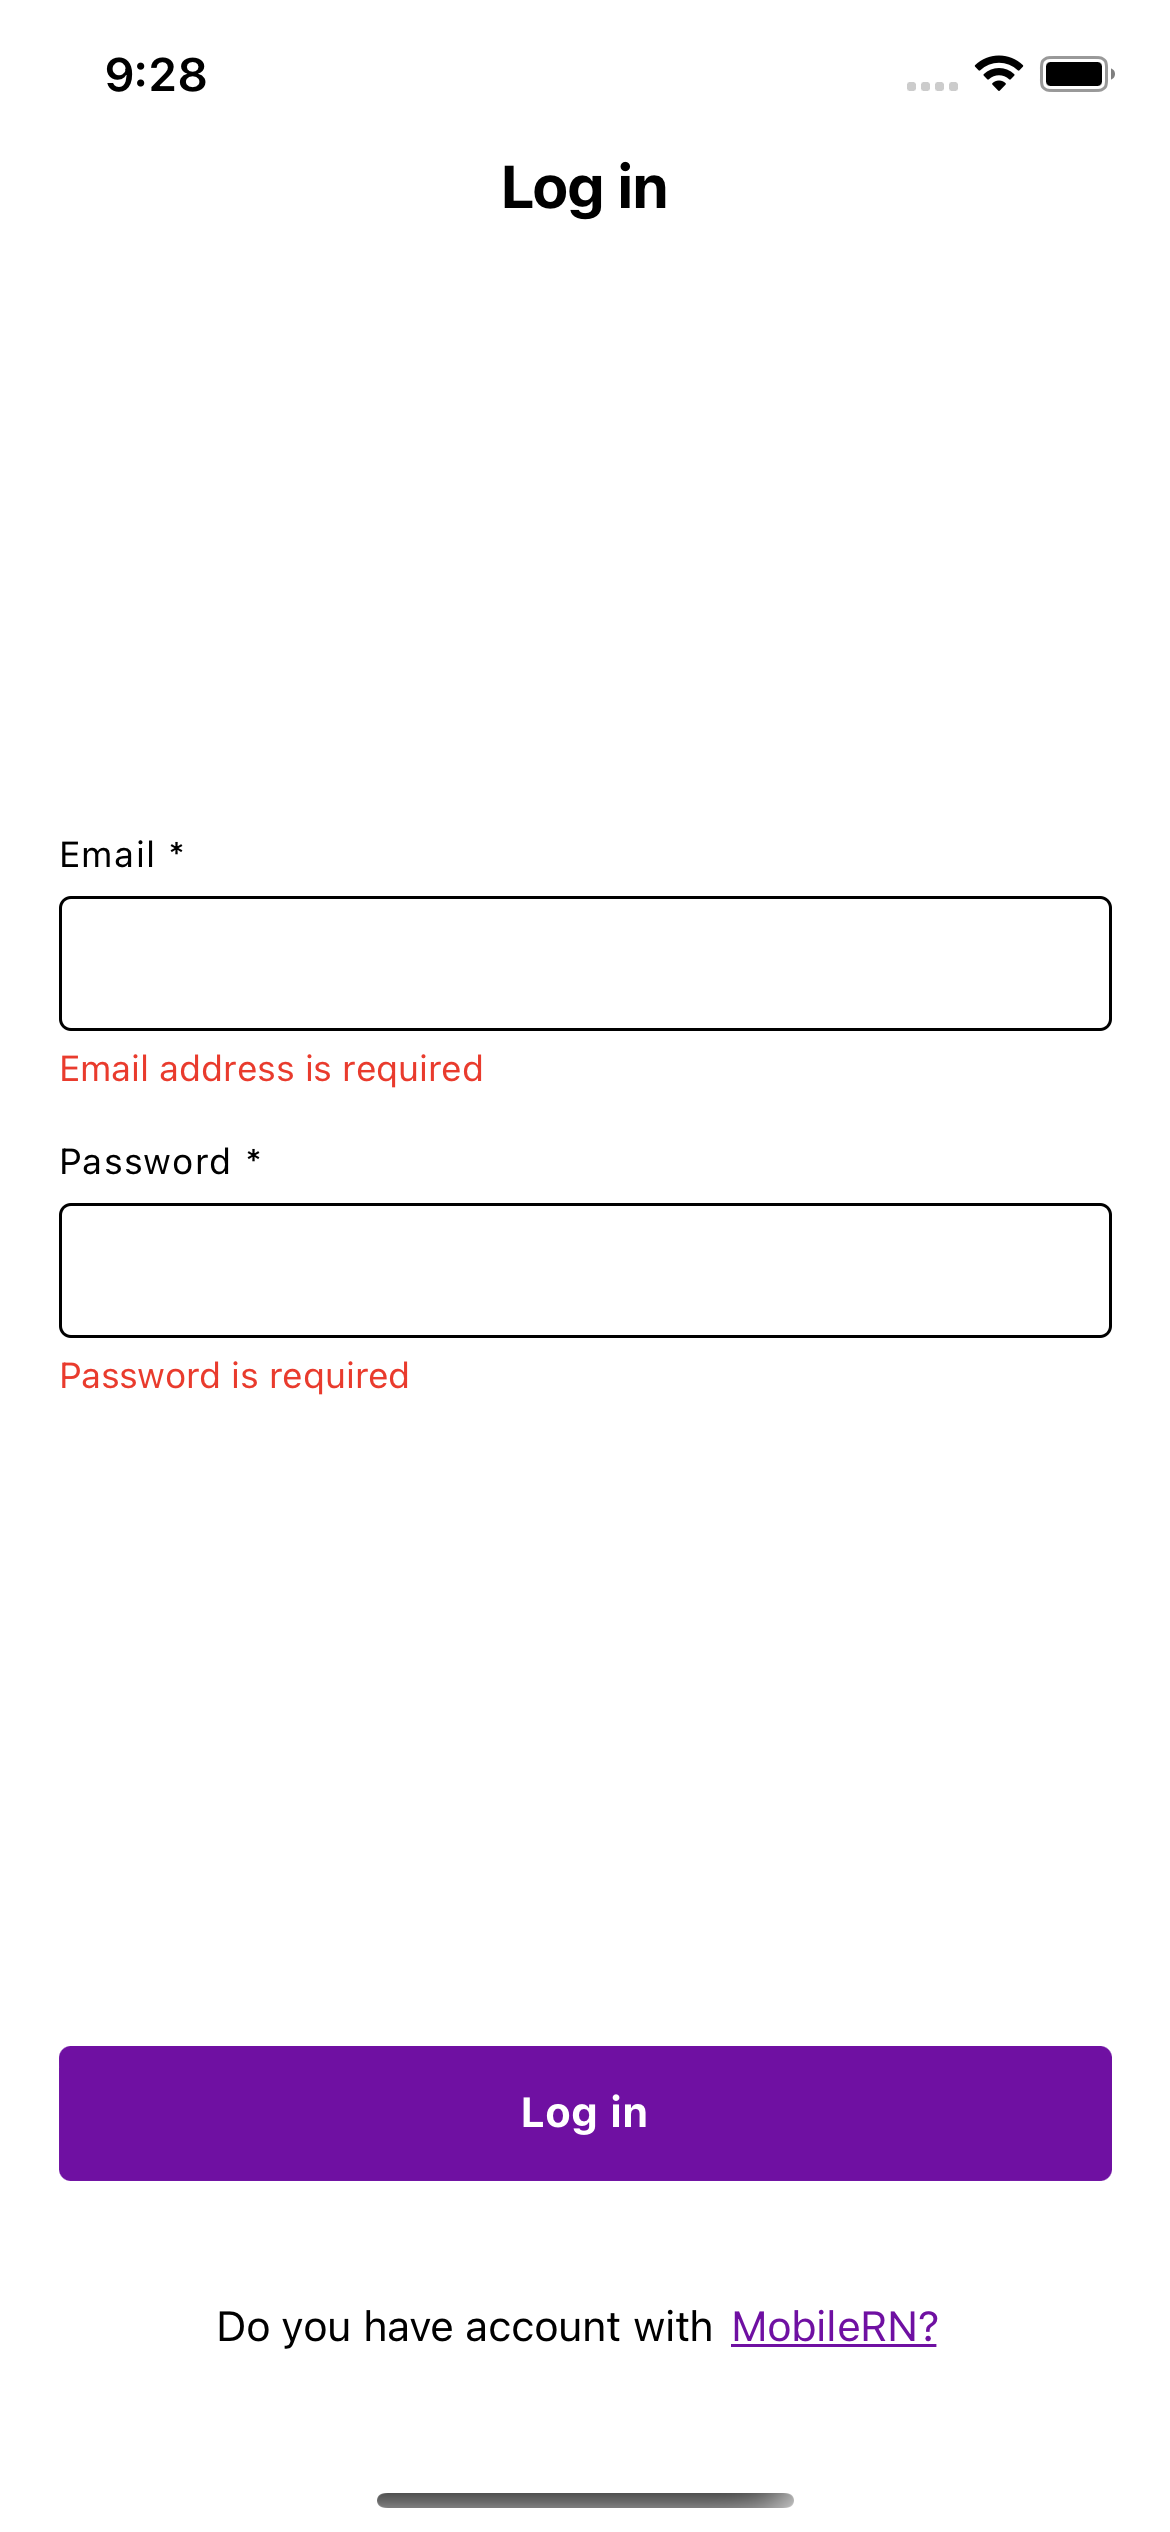 9:28
Log in
Email *
Email address is required
Password *
Password is required
Log in
Do you have account with MobileRN?